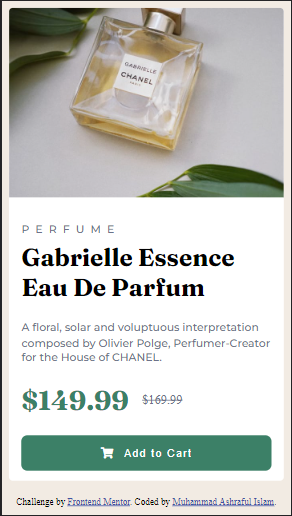 GABRIELLE
CHANEL
PARIS
PERFUME
Gabrielle Essence
Eau De Parfum
A floral, solar and voluptuous interpretation
composed by Olivier Polge, Perfumer-Creator
for the House of CHANEL.
$149.99 $169.99
Add to Cart
Challenge by Frontend Mentor. Coded by Muhammad Ashraful Islam.